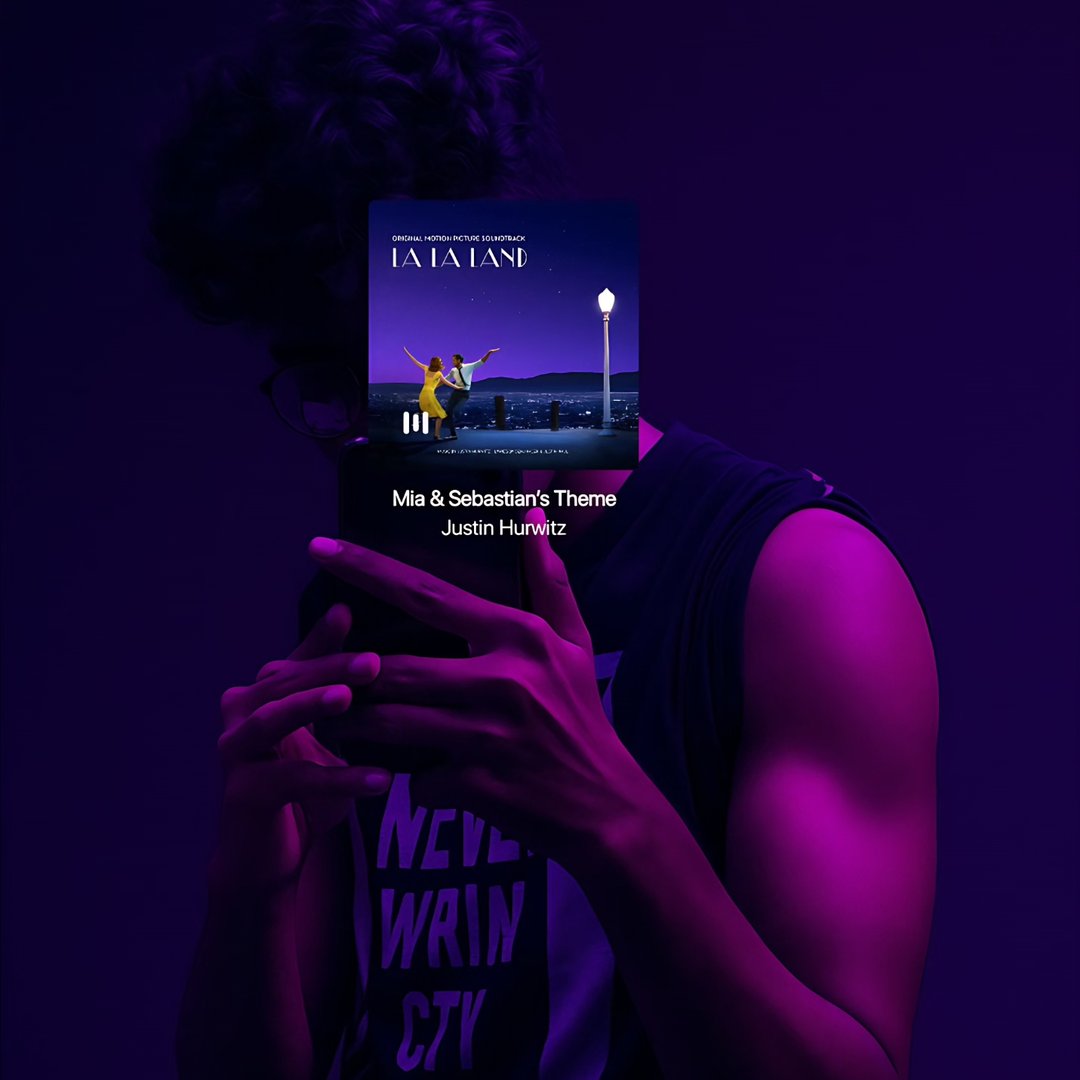 ORIGINAL MOTION PICTURE SOUNDTRACK
LA LA LAND
Mia & Sebastian's Theme
Justin Hurwitz
NEVE
WRIN
CTY